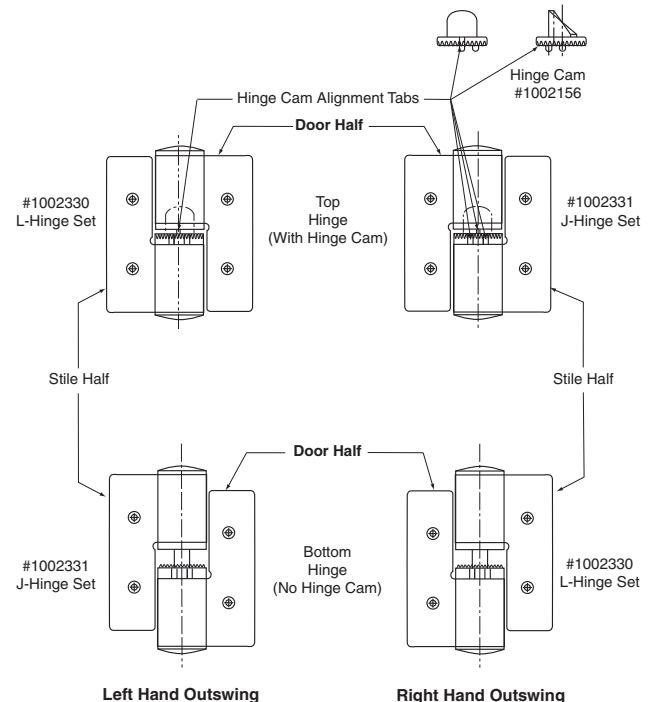 Hinge Cam
#1002156
Hinge Cam Alignment Tabs
Door Half
#1002330
L-Hinge Set
Top
Hinge
(With Hinge Cam)
#1002331
J-Hinge Set
Stile Half
Stile Half
Door Half
#1002331
J-Hinge Set
Bottom
Hinge
(No Hinge Cam)
#1002330
L-Hinge Set
Left Hand Outswing
Right Hand Outswing